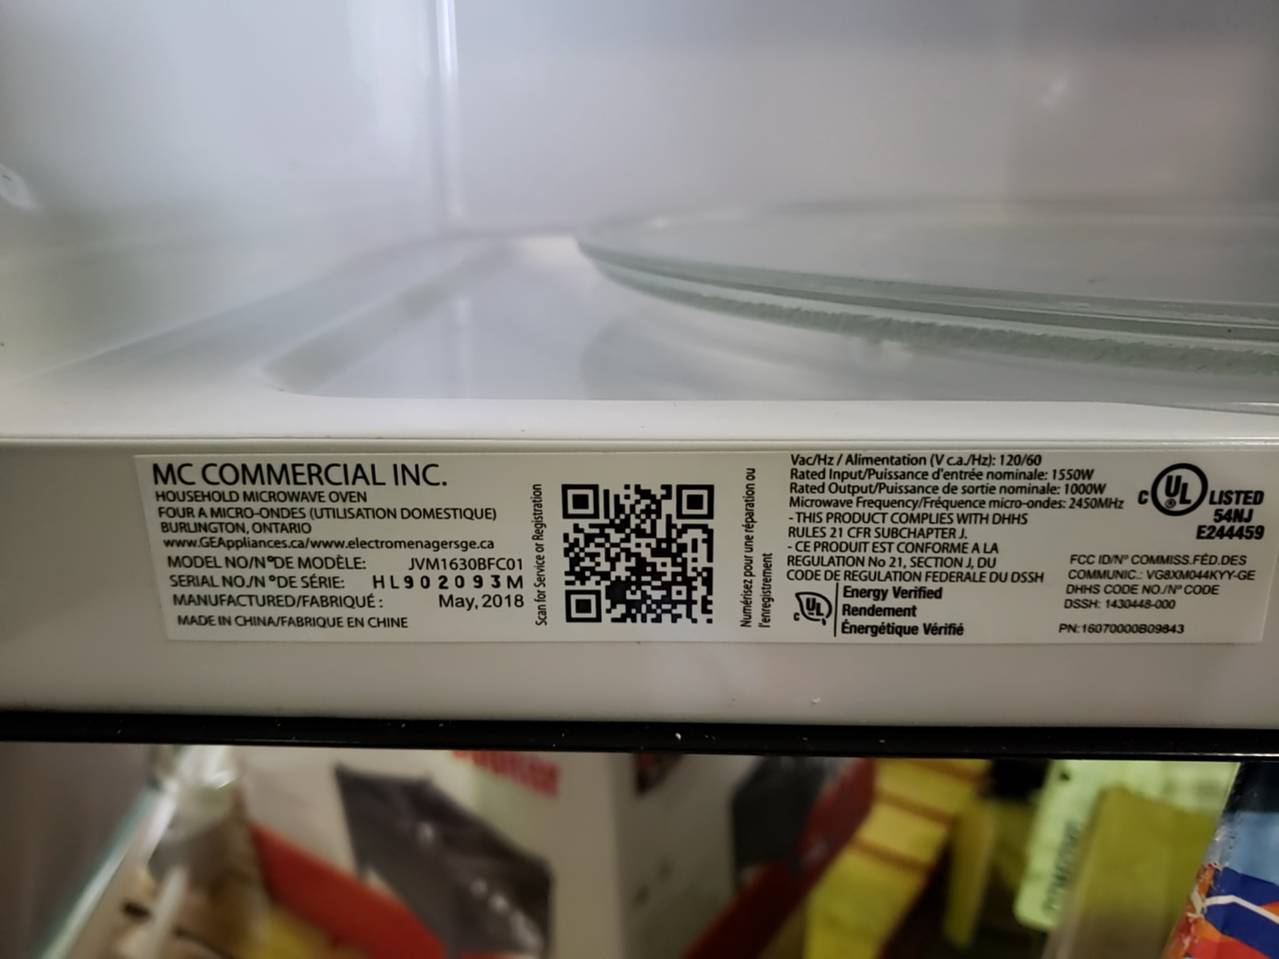 MC COMMERCIAL INC.
HOUSEHOLD MICROWAVE OVEN
FOUR A MICRO-ONDES (UTILISATION DOMESTIQUE)
BURLINGTON, ONTARIO
www.GEAppliances.ca/www.electromenagersge.ca
MODEL NO/N°DE MODÈLE: JVM1630BFC01
SERIAL NO./N°DE SÉRIE: HL902093M
MANUFACTURED/FABRIQUÉ: May, 2018
MADE IN CHINA/FABRIQUE EN CHINE
Scan for Service or Registration
Numérisez pour une réparation ou
l'enregistrement
Vac/Hz / Alimentation (V c.a./Hz): 120/60
Rated Input/Puissance d'entrée nominale: 1550W
Rated Output/Puissance de sortie nominale: 1000W
Microwave Frequency/Fréquence micro-ondes: 2450MHz
- THIS PRODUCT COMPLIES WITH DHHS
RULES 21 CFR SUBCHAPTER J.
- CE PRODUIT EST CONFORME A LA
REGULATION No 21, SECTION J, DU
CODE DE REGULATION FEDERALE DU DSSH
UL
Energy Verified
Rendement
Énergétique Vérifié
C UL LISTED
54NJ
E244459
FCC ID/N° COMMISS.FÉD.DES
COMMUNIC.: VG8XM044KYY-GE
DHHS CODE NO./N° CODE
DSSH: 1430448-000
PN:16070000B09843